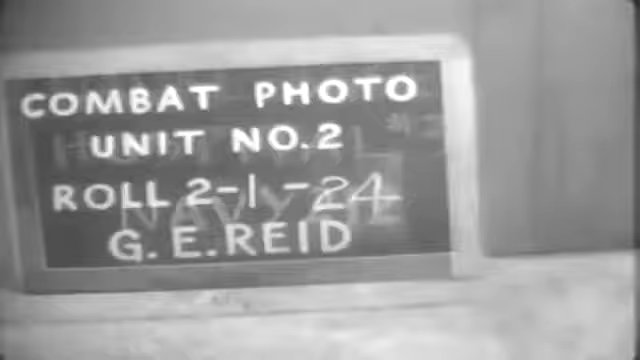 COMBAT PHOTO
UNIT NO.2
ROLL 2-1-24
G. E. REID